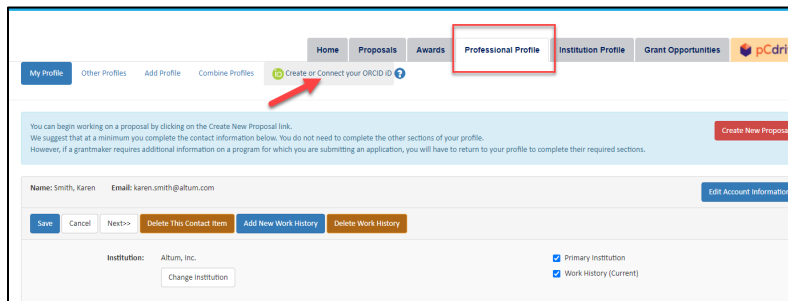 Home Proposals Awards Professional Profile Institution Profile Grant Opportunities pCdri
My Profile Other Profiles Add Profile Combine Profiles iD Create or Connect your ORCID iD ?
You can begin working on a proposal by clicking on the Create New Proposal link.
We suggest that at a minimum you complete the contact information below. You do not need to complete the other sections of your profile.
However, if a grantmaker requires additional information on a program for which you are submitting an application, you will have to return to your profile to complete their required sections.
Create New Proposa
Name: Smith, Karen Email: karen.smith@altum.com
Edit Account Information
Save Cancel Next>> Delete This Contact Item Add New Work History Delete Work History
Institution: Altum, Inc.
Change Institution
Primary Institution
Work History (Current)